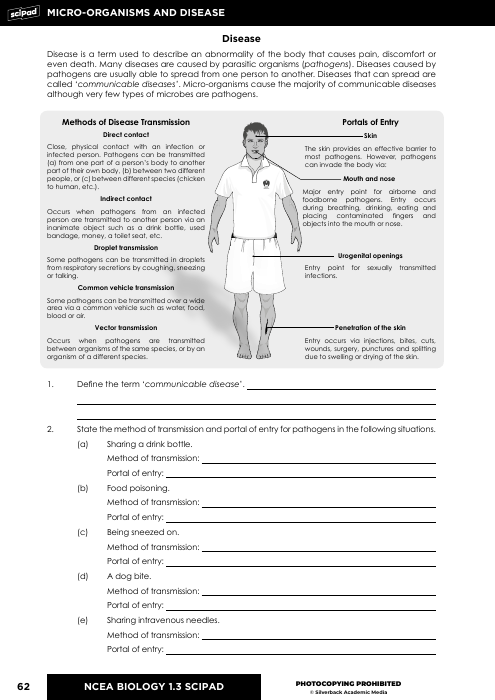 scipad MICRO-ORGANISMS AND DISEASE
Disease
Disease is a term used to describe an abnormality of the body that causes pain, discomfort or
even death. Many diseases are caused by parasitic organisms (pathogens). Diseases caused by
pathogens are usually able to spread from one person to another. Diseases that can spread are
called 'communicable diseases'. Micro-organisms cause the majority of communicable diseases
although very few types of microbes are pathogens.
Methods of Disease Transmission
Direct contact
Close, physical contact with an infection or
infected person. Pathogens can be transmitted
(a) from one part of a person's body to another
part of their own body, (b) between two different
people, or (c) between different species (chicken
to human, etc.).
Indirect contact
Occurs when pathogens from an infected
person are transmitted to another person via an
inanimate object such as a drink bottle, used
bandage, money, a toilet seat, etc.
Droplet transmission
Some pathogens can be transmitted in droplets
from respiratory secretions by coughing, sneezing
or talking.
Common vehicle transmission
Some pathogens can be transmitted over a wide
area via a common vehicle such as water, food,
blood or air.
Vector transmission
Occurs when pathogens are transmitted
between organisms of the same species, or by an
organism of a different species.
Portals of Entry
Skin
The skin provides an effective barrier to
most pathogens. However, pathogens
can invade the body via:
Mouth and nose
Major entry point for airborne and
foodborne pathogens. Entry occurs
during breathing, drinking, eating and
placing contaminated fingers and
objects into the mouth or nose.
Urogenital openings
Entry point for sexually transmitted
infections.
Penetration of the skin
Entry occurs via injections, bites, cuts,
wounds, surgery, punctures and splitting
due to swelling or drying of the skin.
1. Define the term 'communicable disease'.
2. State the method of transmission and portal of entry for pathogens in the following situations.
(a) Sharing a drink bottle.
Method of transmission:
Portal of entry:
(b) Food poisoning.
Method of transmission:
Portal of entry:
(c) Being sneezed on.
Method of transmission:
Portal of entry:
(d) A dog bite.
Method of transmission:
Portal of entry:
(e) Sharing intravenous needles.
Method of transmission:
Portal of entry:
62 NCEA BIOLOGY 1.3 SCIPAD
PHOTOCOPYING PROHIBITED
© Silverback Academic Media